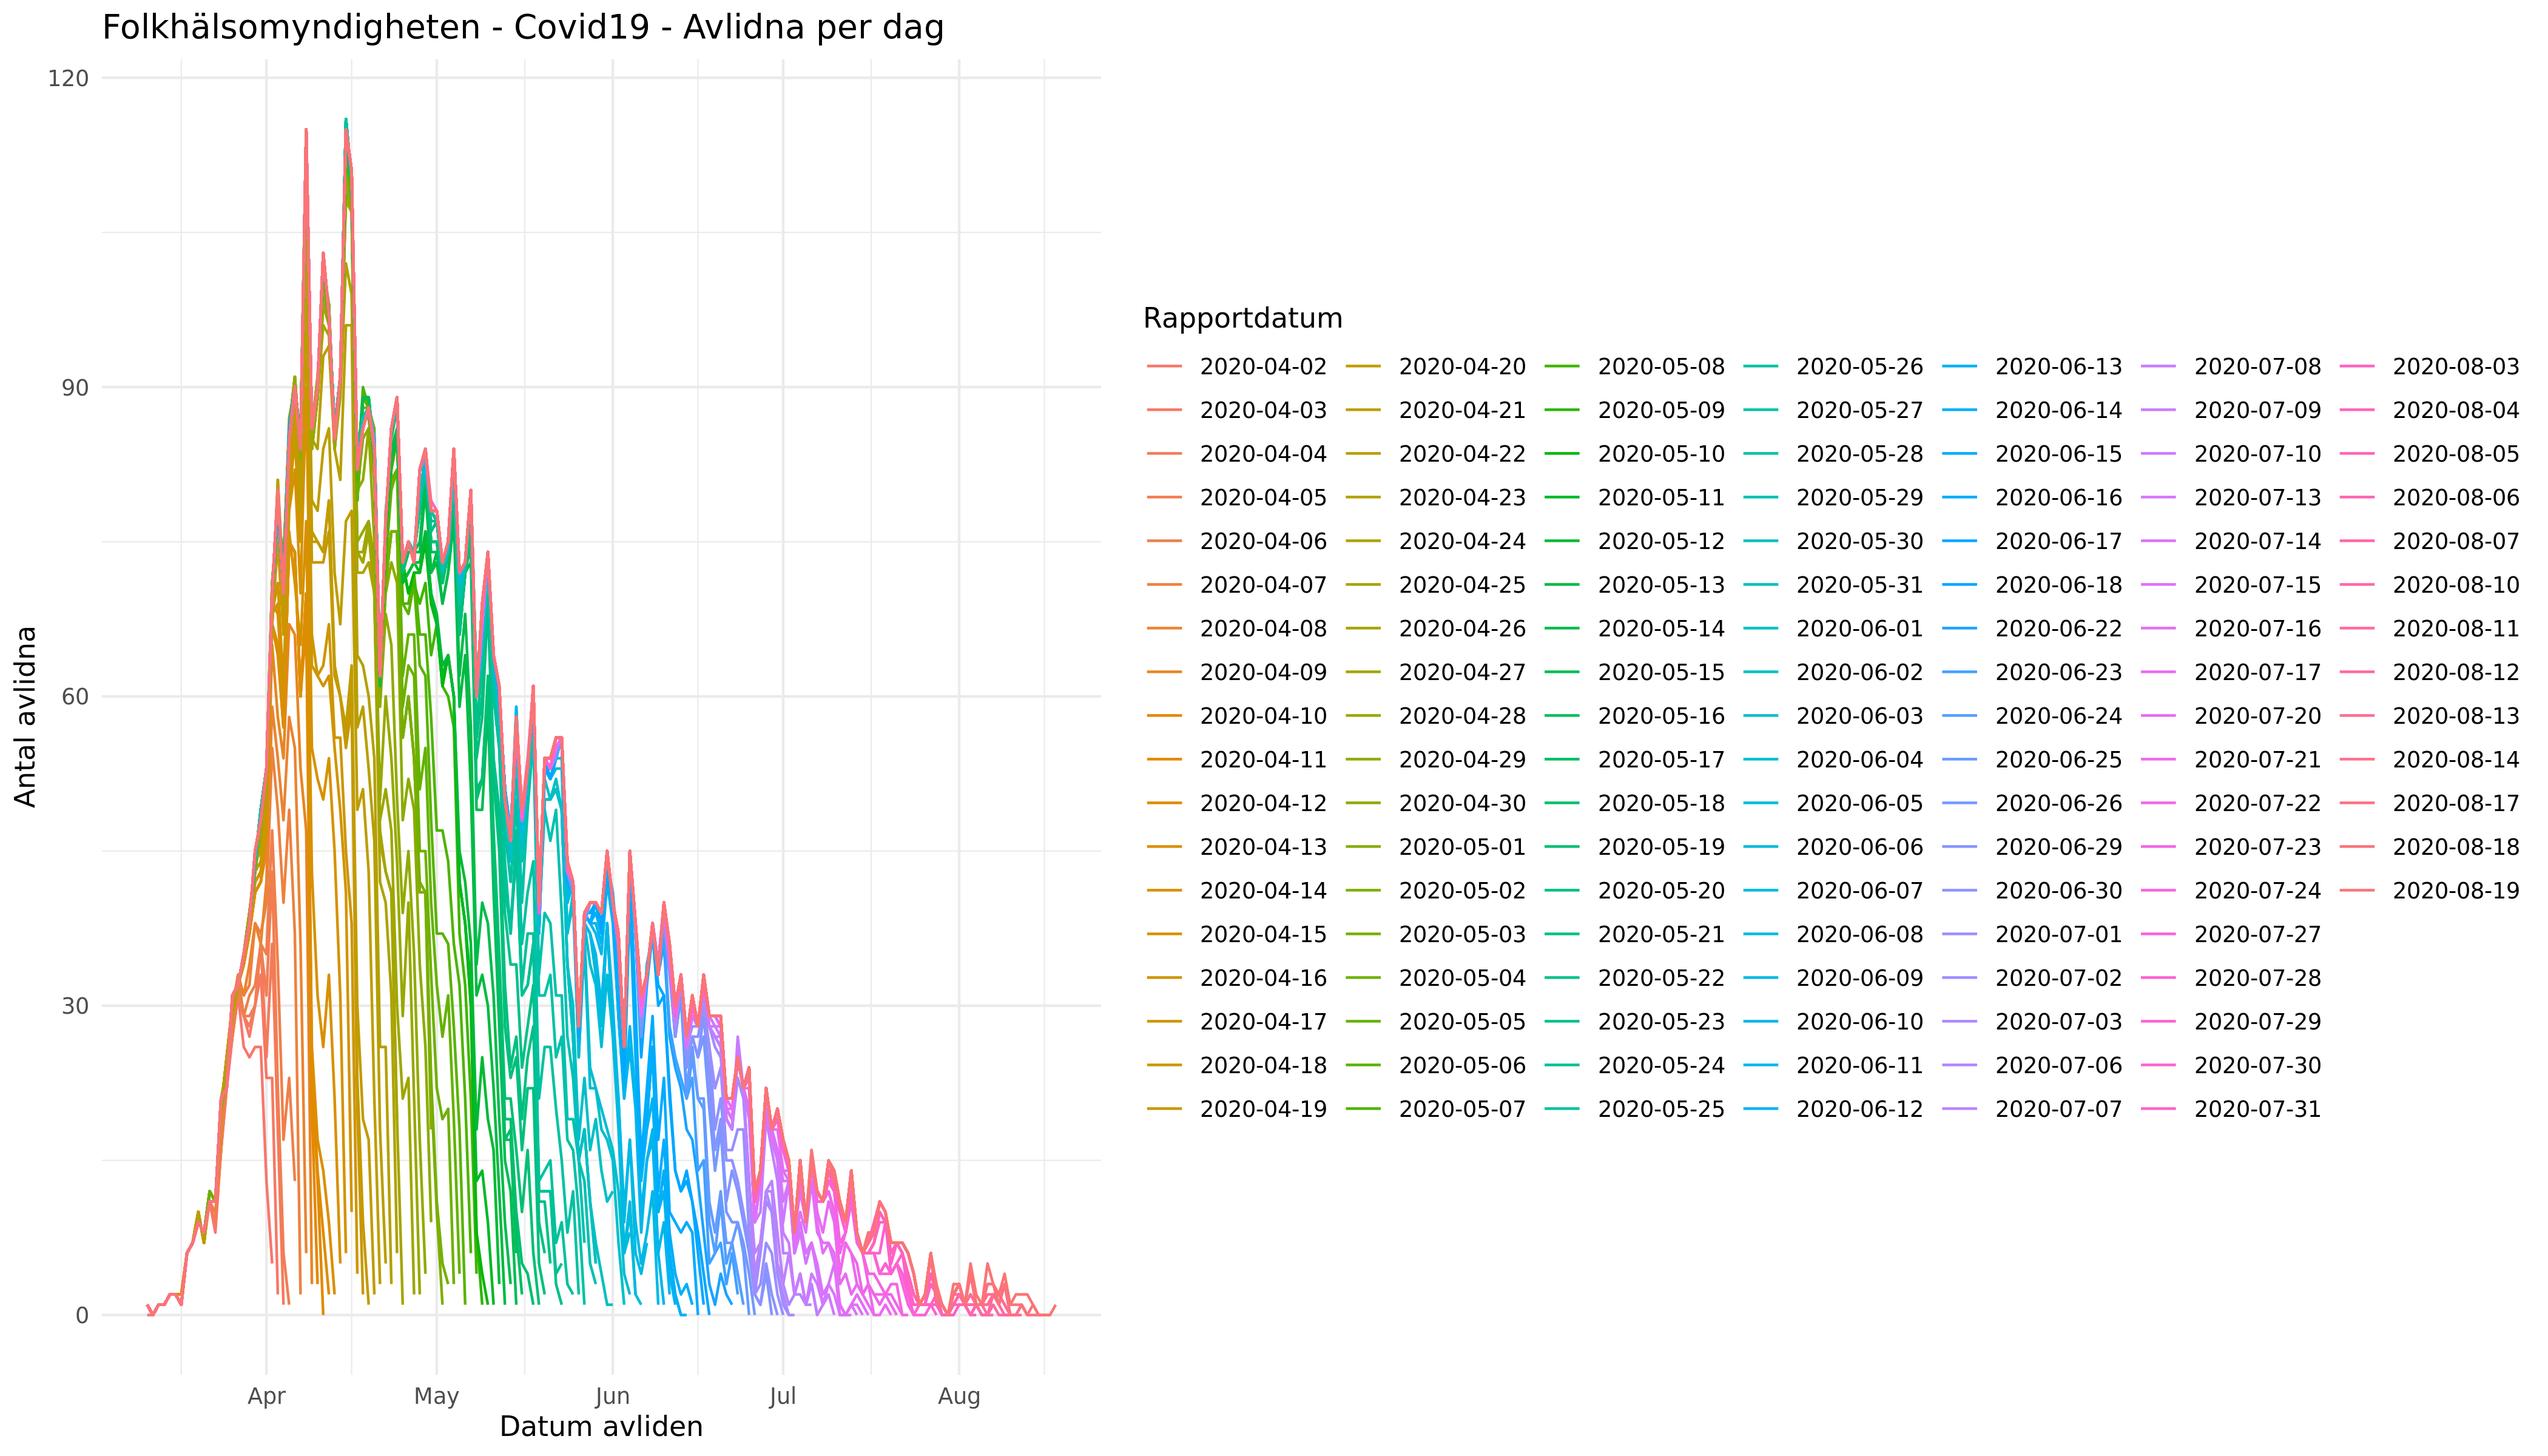 Folkhälsomyndigheten - Covid19 - Avlidna per dag
120
90
60
30
0
Antal avlidna
Apr May Jun Jul Aug
Datum avliden
Rapportdatum
2020-04-02 2020-04-20 2020-05-08 2020-05-26 2020-06-13 2020-07-08 2020-08-03
2020-04-03 2020-04-21 2020-05-09 2020-05-27 2020-06-14 2020-07-09 2020-08-04
2020-04-04 2020-04-22 2020-05-10 2020-05-28 2020-06-15 2020-07-10 2020-08-05
2020-04-05 2020-04-23 2020-05-11 2020-05-29 2020-06-16 2020-07-13 2020-08-06
2020-04-06 2020-04-24 2020-05-12 2020-05-30 2020-06-17 2020-07-14 2020-08-07
2020-04-07 2020-04-25 2020-05-13 2020-05-31 2020-06-18 2020-07-15 2020-08-10
2020-04-08 2020-04-26 2020-05-14 2020-06-01 2020-06-22 2020-07-16 2020-08-11
2020-04-09 2020-04-27 2020-05-15 2020-06-02 2020-06-23 2020-07-17 2020-08-12
2020-04-10 2020-04-28 2020-05-16 2020-06-03 2020-06-24 2020-07-20 2020-08-13
2020-04-11 2020-04-29 2020-05-17 2020-06-04 2020-06-25 2020-07-21 2020-08-14
2020-04-12 2020-04-30 2020-05-18 2020-06-05 2020-06-26 2020-07-22 2020-08-17
2020-04-13 2020-05-01 2020-05-19 2020-06-06 2020-06-29 2020-07-23 2020-08-18
2020-04-14 2020-05-02 2020-05-20 2020-06-07 2020-06-30 2020-07-24 2020-08-19
2020-04-15 2020-05-03 2020-05-21 2020-06-08 2020-07-01 2020-07-27
2020-04-16 2020-05-04 2020-05-22 2020-06-09 2020-07-02 2020-07-28
2020-04-17 2020-05-05 2020-05-23 2020-06-10 2020-07-03 2020-07-29
2020-04-18 2020-05-06 2020-05-24 2020-06-11 2020-07-06 2020-07-30
2020-04-19 2020-05-07 2020-05-25 2020-06-12 2020-07-07 2020-07-31